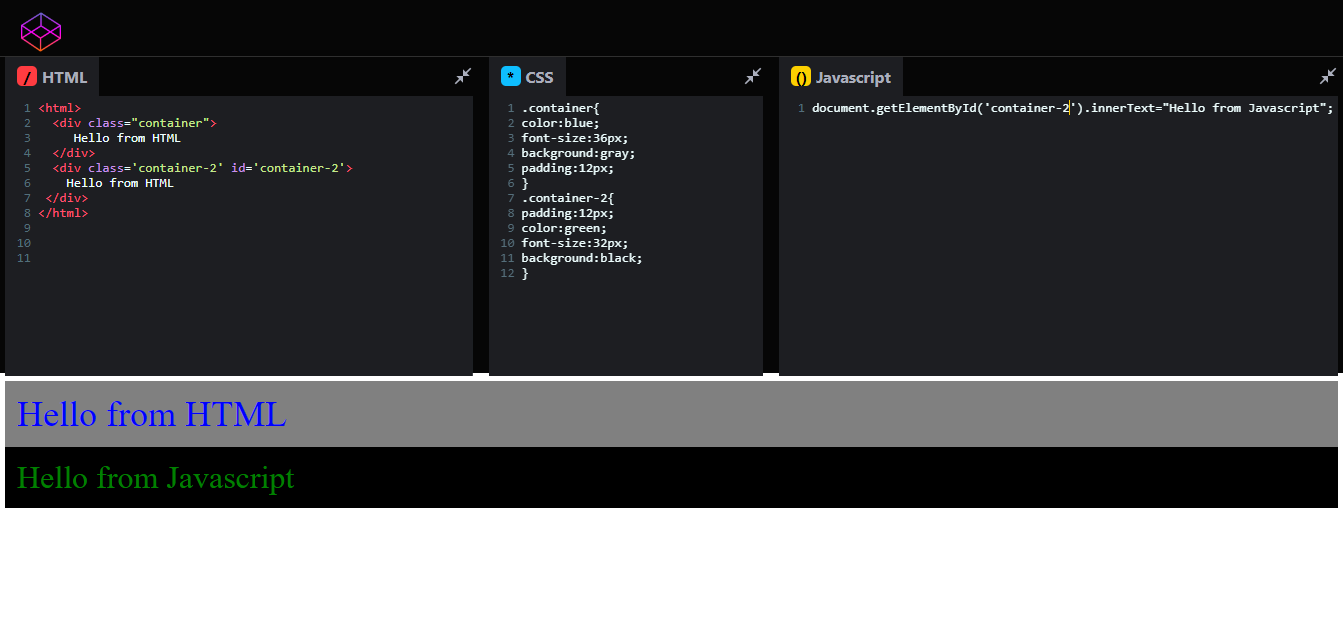 / HTML
1 <html>
2 <div class="container">
3 Hello from HTML
4 </div>
5 <div class='container-2' id='container-2'>
6 Hello from HTML
7 </div>
8 </html>
9
10
11
* CSS
1 .container{
2 color:blue;
3 font-size:36px;
4 background:gray;
5 padding:12px;
6 }
7 .container-2{
8 padding:12px;
9 color:green;
10 font-size:32px;
11 background:black;
12 }
() Javascript
1 document.getElementById('container-2').innerText="Hello from Javascript";
Hello from HTML
Hello from Javascript